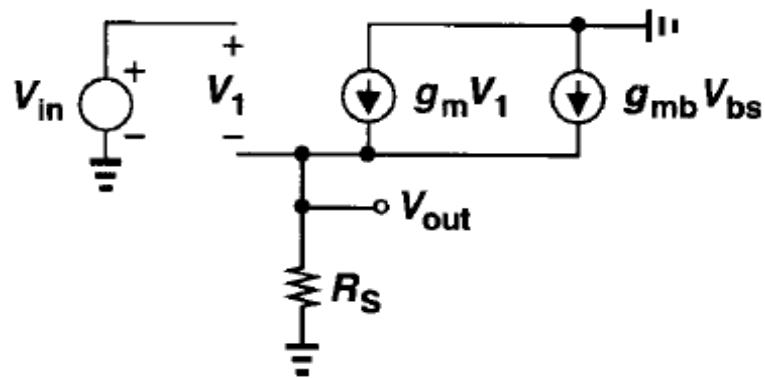 V_in
+
−
+
V_1
−
g_m V_1
g_mb V_bs
V_out
R_S